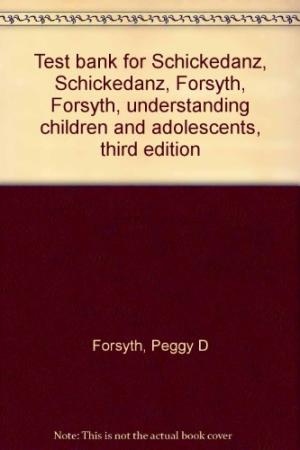 Test bank for Schickedanz,
Schickedanz, Forsyth,
Forsyth, understanding
children and adolescents,
third edition
Forsyth, Peggy D
Note: This is not the actual book cover